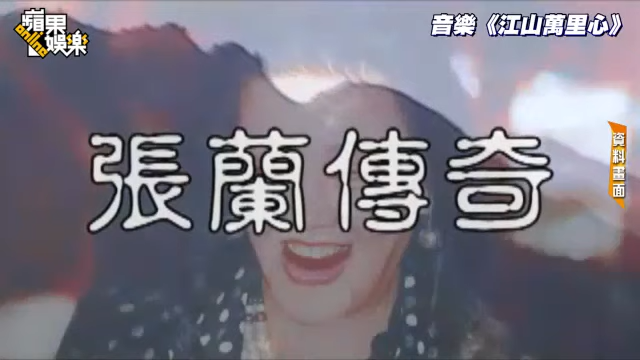 蘋果
online
娛樂
音樂《江山萬里心》
張蘭傳奇
資料畫面